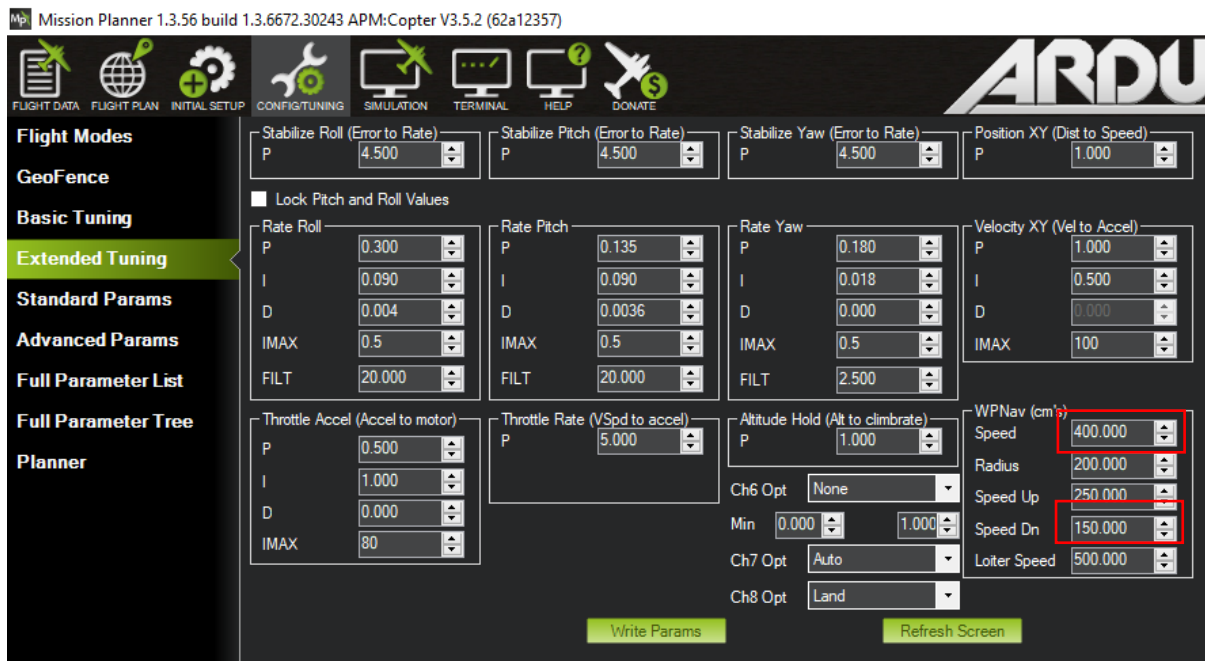 Mission Planner 1.3.56 build 1.3.6672.30243 APM:Copter V3.5.2 (62a12357)
FLIGHT DATA FLIGHT PLAN INITIAL SETUP CONFIG/TUNING SIMULATION TERMINAL HELP DONATE
ARDU
Flight Modes
GeoFence
Basic Tuning
Extended Tuning
Standard Params
Advanced Params
Full Parameter List
Full Parameter Tree
Planner
Stabilize Roll (Error to Rate)
P 4.500
Stabilize Pitch (Error to Rate)
P 4.500
Stabilize Yaw (Error to Rate)
P 4.500
Position XY (Dist to Speed)
P 1.000
Lock Pitch and Roll Values
Rate Roll
P 0.300
I 0.090
D 0.004
IMAX 0.5
FILT 20.000
Rate Pitch
P 0.135
I 0.090
D 0.0036
IMAX 0.5
FILT 20.000
Rate Yaw
P 0.180
I 0.018
D 0.000
IMAX 0.5
FILT 2.500
Velocity XY (Vel to Accel)
P 1.000
I 0.500
D 0.000
IMAX 100
Throttle Accel (Accel to motor)
P 0.500
I 1.000
D 0.000
IMAX 80
Throttle Rate (VSpd to accel)
P 5.000
Altitude Hold (Alt to climbrate)
P 1.000
Ch6 Opt None
Min 0.000 1.000
Ch7 Opt Auto
Ch8 Opt Land
WPNav (cm's)
Speed 400.000
Radius 200.000
Speed Up 250.000
Speed Dn 150.000
Loiter Speed 500.000
Write Params
Refresh Screen